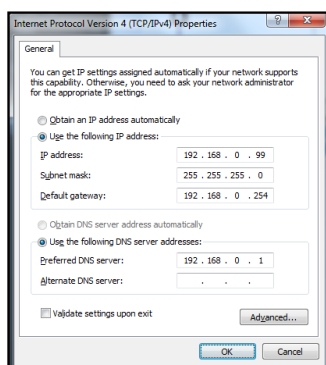 Internet Protocol Version 4 (TCP/IPv4) Properties
General
You can get IP settings assigned automatically if your network supports
this capability. Otherwise, you need to ask your network administrator
for the appropriate IP settings.
Obtain an IP address automatically
Use the following IP address:
IP address: 192 . 168 . 0 . 99
Subnet mask: 255 . 255 . 255 . 0
Default gateway: 192 . 168 . 0 . 254
Obtain DNS server address automatically
Use the following DNS server addresses:
Preferred DNS server: 192 . 168 . 0 . 1
Alternate DNS server: . . .
Validate settings upon exit
Advanced...
OK Cancel